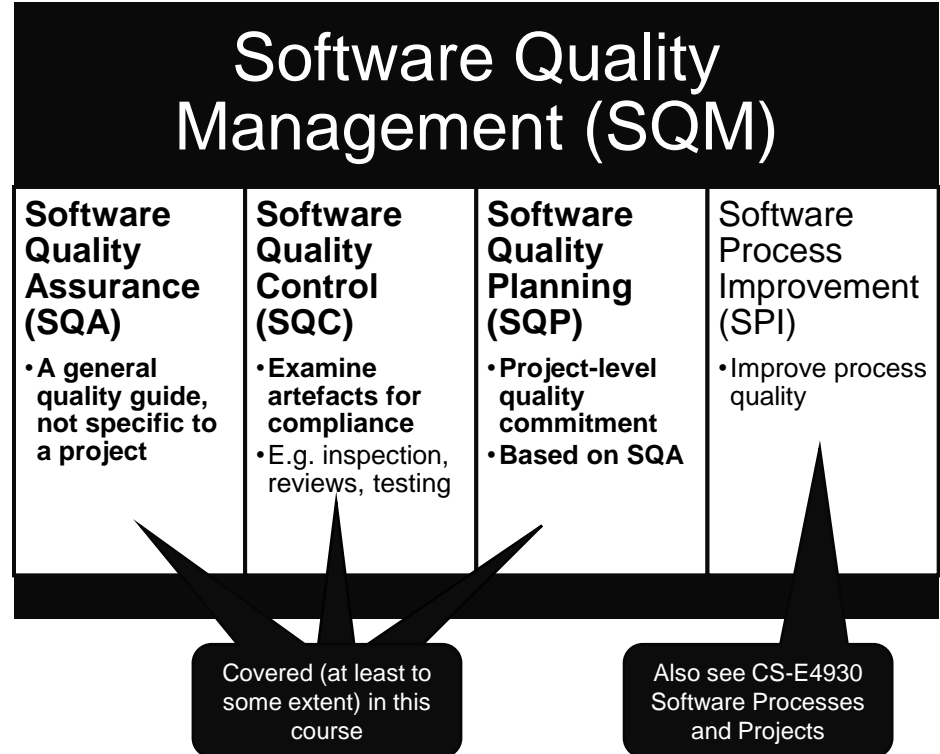 Software Quality
Management (SQM)
Software
Quality
Assurance
(SQA)
•A general
quality guide,
not specific to
a project
Software
Quality
Control
(SQC)
•Examine
artefacts for
compliance
•E.g. inspection,
reviews, testing
Software
Quality
Planning
(SQP)
•Project-level
quality
commitment
•Based on SQA
Software
Process
Improvement
(SPI)
•Improve process
quality
Covered (at least to
some extent) in this
course
Also see CS-E4930
Software Processes
and Projects